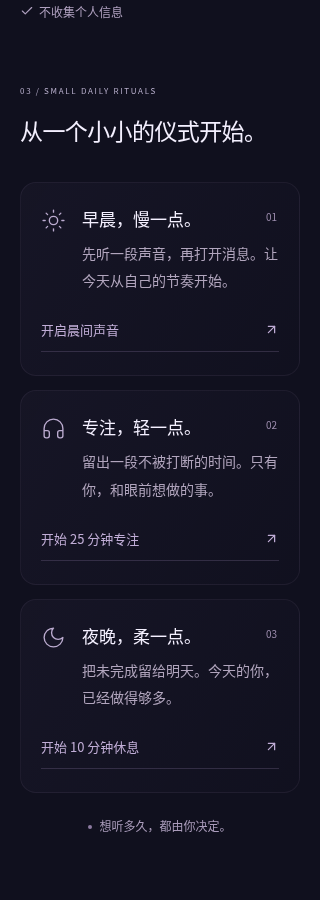 不收集个人信息
03 / SMALL DAILY RITUALS
从一个小小的仪式开始。
早晨，慢一点。
01
先听一段声音，再打开消息。让
今天从自己的节奏开始。
开启晨间声音
专注，轻一点。
02
留出一段不被打断的时间。只有
你，和眼前想做的事。
开始 25 分钟专注
夜晚，柔一点。
03
把未完成留给明天。今天的你，
已经做得够多。
开始 10 分钟休息
想听多久，都由你决定。